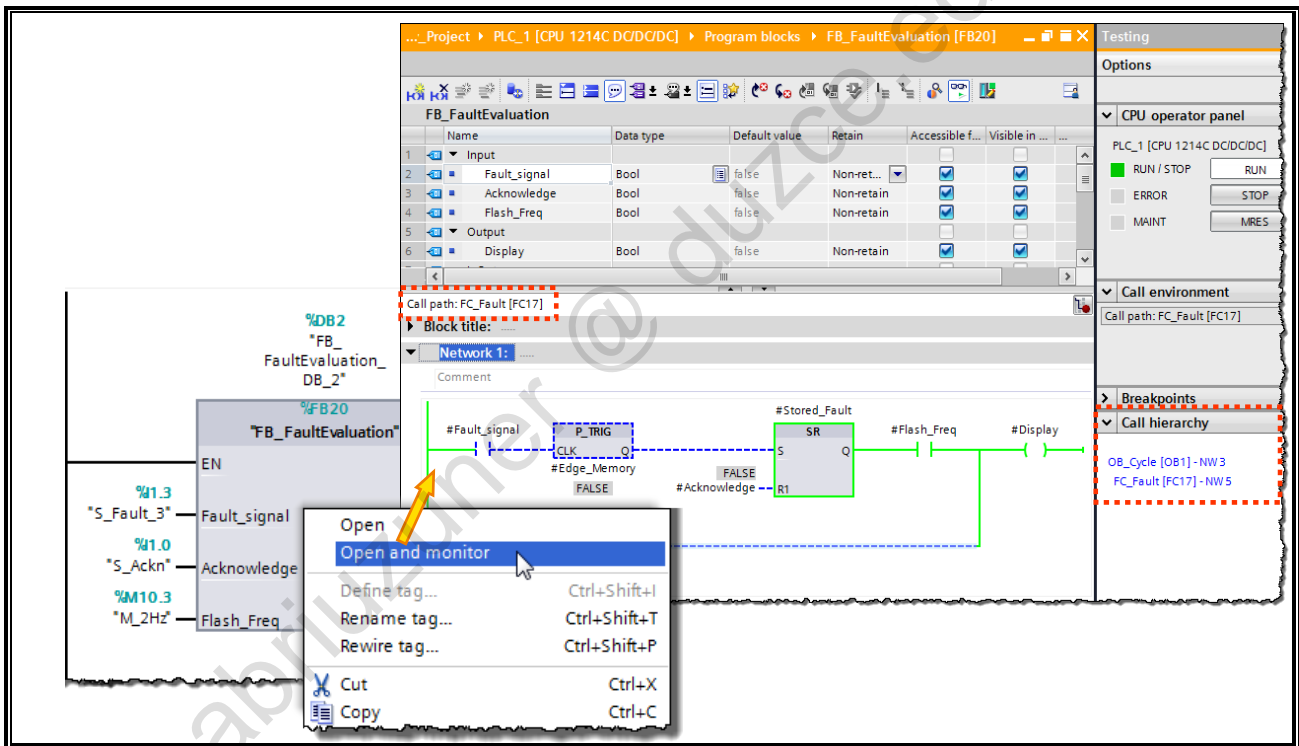 ..._Project ▸ PLC_1 [CPU 1214C DC/DC/DC] ▸ Program blocks ▸ FB_FaultEvaluation [FB20]
FB_FaultEvaluation
Name Data type Default value Retain Accessible f... Visible in ... ...
1 Input
2 Fault_signal Bool false Non-ret...
3 Acknowledge Bool false Non-retain
4 Flash_Freq Bool false Non-retain
5 Output
6 Display Bool false Non-retain
Call path: FC_Fault [FC17]
Block title: .....
Network 1: .....
Comment
#Stored_Fault
#Fault_signal P_TRIG SR #Flash_Freq #Display
CLK Q S Q
#Edge_Memory
FALSE
FALSE
#Acknowledge R1
Testing
Options
CPU operator panel
PLC_1 [CPU 1214C DC/DC/DC]
RUN / STOP RUN
ERROR STOP
MAINT MRES
Call environment
Call path: FC_Fault [FC17]
Breakpoints
Call hierarchy
OB_Cycle [OB1] - NW 3
FC_Fault [FC17] - NW 5
%DB2
"FB_
FaultEvaluation_
DB_2"
%FB20
"FB_FaultEvaluation"
EN
%I1.3
"S_Fault_3" Fault_signal
%I1.0
"S_Ackn" Acknowledge
%M10.3
"M_2Hz" Flash_Freq
Open
Open and monitor
Define tag... Ctrl+Shift+I
Rename tag... Ctrl+Shift+T
Rewire tag... Ctrl+Shift+P
Cut Ctrl+X
Copy Ctrl+C